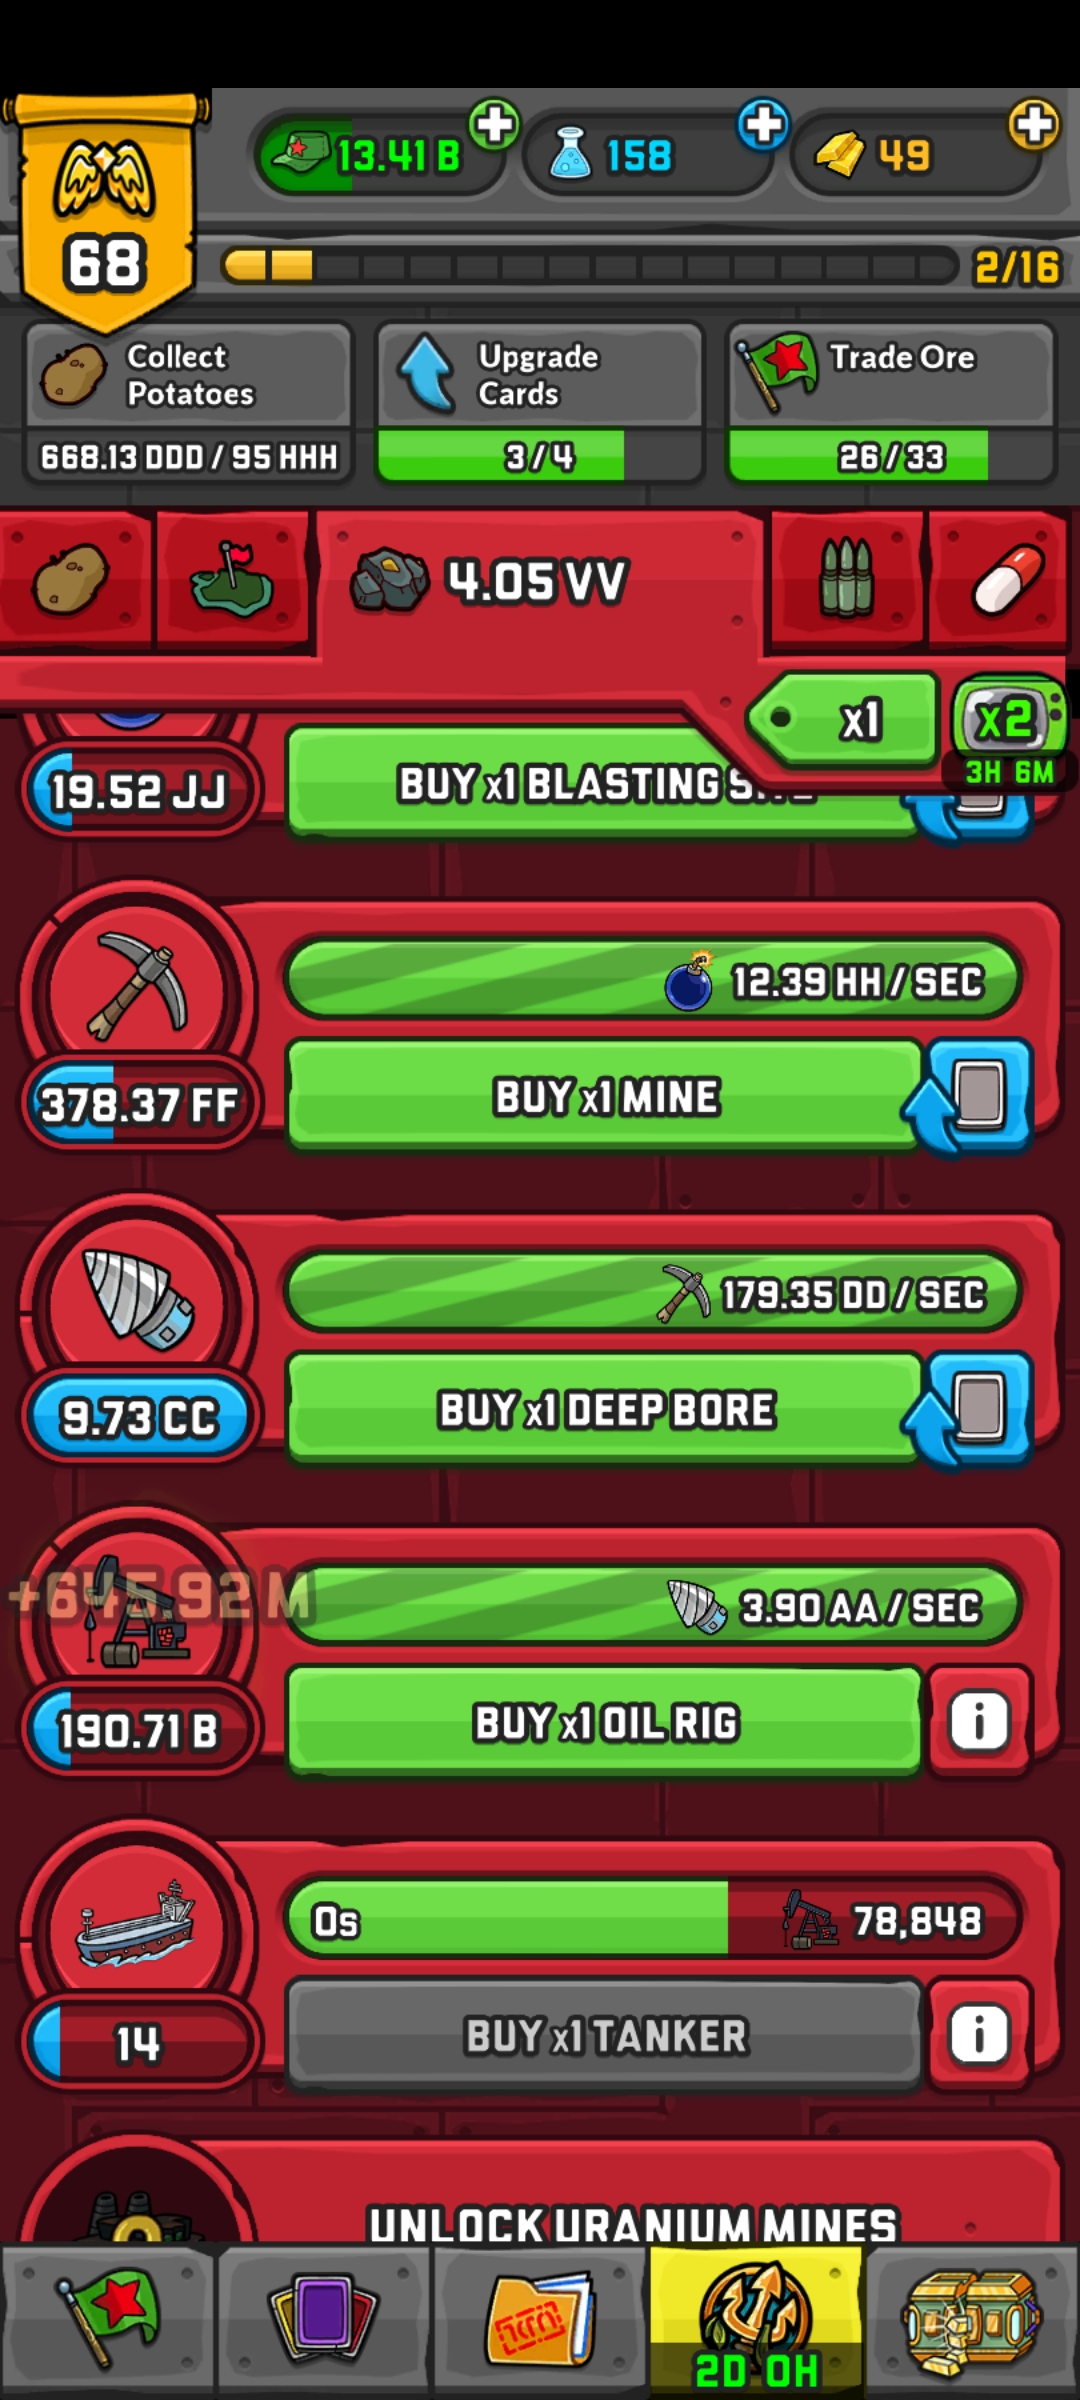 13.41 B
158
49
68
2/16
Collect
Potatoes
668.13 DDD / 95 HHH
Upgrade
Cards
3/4
Trade Ore
26/33
4.05 VV
x1
x2
3H 6M
19.52 JJ
BUY x1 BLASTING
12.39 HH / SEC
378.37 FF
BUY x1 MINE
179.35 DD / SEC
9.73 CC
BUY x1 DEEP BORE
+645.92 M
3.90 AA / SEC
190.71 B
BUY x1 OIL RIG
0s
78,848
14
BUY x1 TANKER
UNLOCK URANIUM MINES
2D 0H